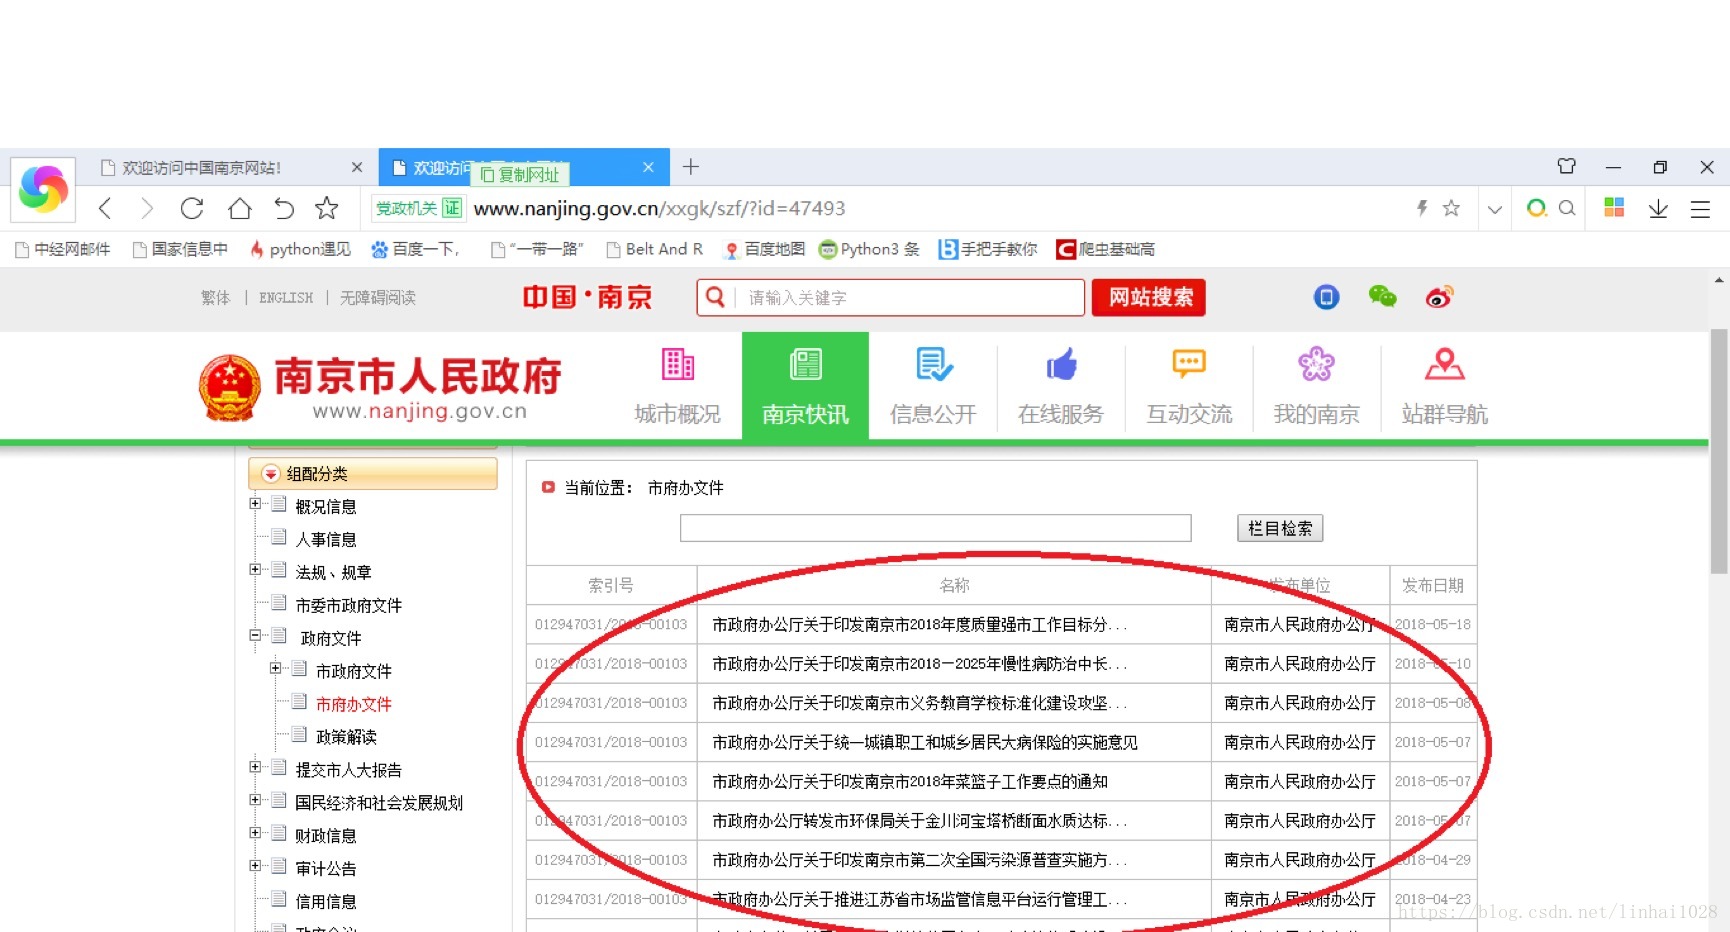 欢迎访问中国南京网站!
欢迎访问
复制网址
党政机关 证 www.nanjing.gov.cn/xxgk/szf/?id=47493
中经网邮件 国家信息中 python遇见 百度一下, "一带一路" Belt And R 百度地图 Python3 条 手把手教你 爬虫基础高
繁体 | ENGLISH | 无障碍阅读 中国·南京 请输入关键字 网站搜索
南京市人民政府
www.nanjing.gov.cn
城市概况 南京快讯 信息公开 在线服务 互动交流 我的南京 站群导航
组配分类
概况信息
人事信息
法规、规章
市委市政府文件
政府文件
市政府文件
市府办文件
政策解读
提交市人大报告
国民经济和社会发展规划
财政信息
审计公告
信用信息
当前位置: 市府办文件
栏目检索
索引号 名称 发布单位 发布日期
012947031/2018-00103 市政府办公厅关于印发南京市2018年度质量强市工作目标分... 南京市人民政府办公厅 2018-05-18
012947031/2018-00103 市政府办公厅关于印发南京市2018—2025年慢性病防治中长... 南京市人民政府办公厅 2018-05-10
012947031/2018-00103 市政府办公厅关于印发南京市义务教育学校标准化建设攻坚... 南京市人民政府办公厅 2018-05-08
012947031/2018-00103 市政府办公厅关于统一城镇职工和城乡居民大病保险的实施意见 南京市人民政府办公厅 2018-05-07
012947031/2018-00103 市政府办公厅关于印发南京市2018年菜篮子工作要点的通知 南京市人民政府办公厅 2018-05-07
012947031/2018-00103 市政府办公厅转发市环保局关于金川河宝塔桥断面水质达标... 南京市人民政府办公厅 2018-05-07
012947031/2018-00103 市政府办公厅关于印发南京市第二次全国污染源普查实施方... 南京市人民政府办公厅 2018-04-29
012947031/2018-00103 市政府办公厅关于推进江苏省市场监管信息平台运行管理工... 南京市人民政府办公厅 2018-04-23
https://blog.csdn.net/linhai1028